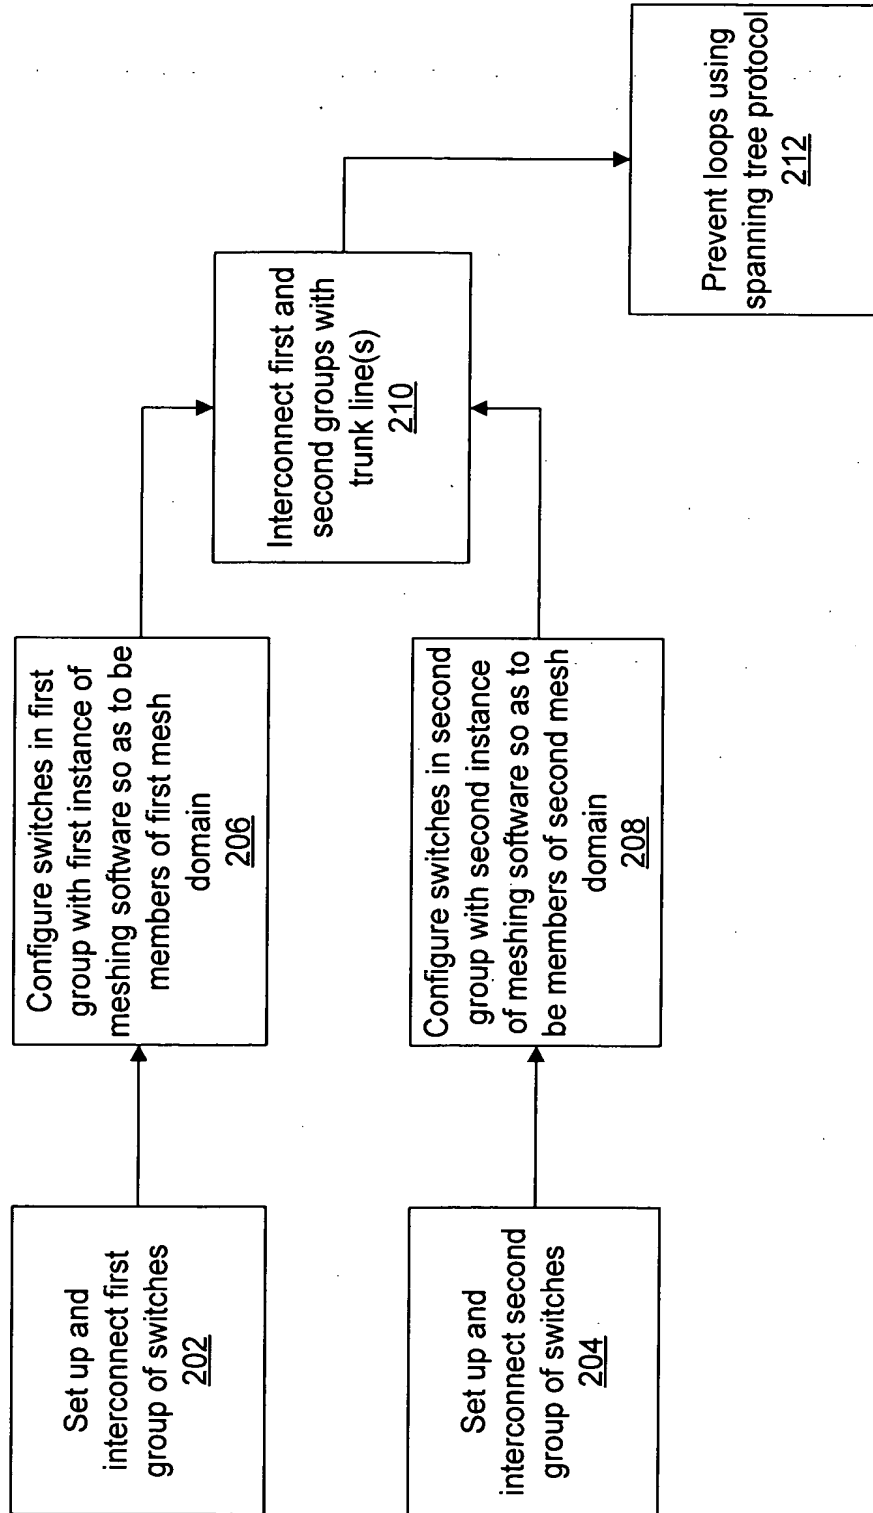 Set up and
interconnect first
group of switches
202
Configure switches in first
group with first instance of
meshing software so as to be
members of first mesh
domain
206
Set up and
interconnect second
group of switches
204
Configure switches in second
group with second instance
of meshing software so as to
be members of second mesh
domain
208
Interconnect first and
second groups with
trunk line(s)
210
Prevent loops using
spanning tree protocol
212